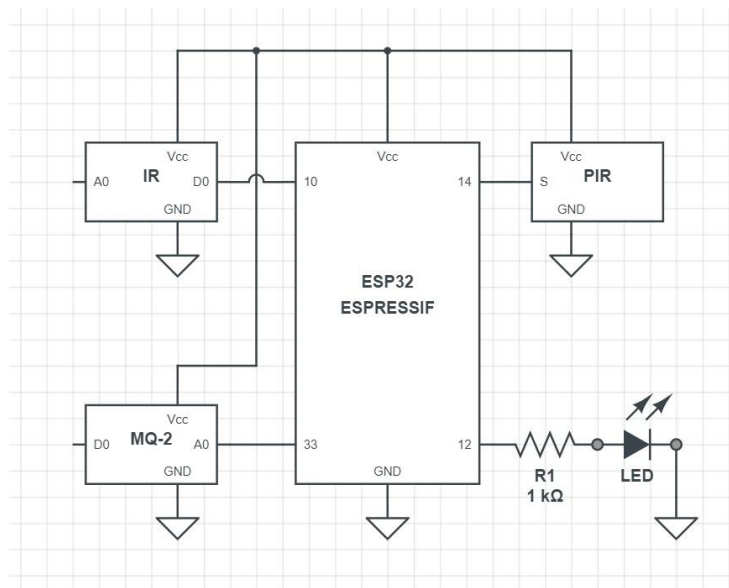 Vcc
IR
A0
D0
GND
Vcc
10
14
ESP32
ESPRESSIF
33
12
GND
Vcc
PIR
S
GND
Vcc
MQ-2
D0
A0
GND
R1
1 kΩ
LED